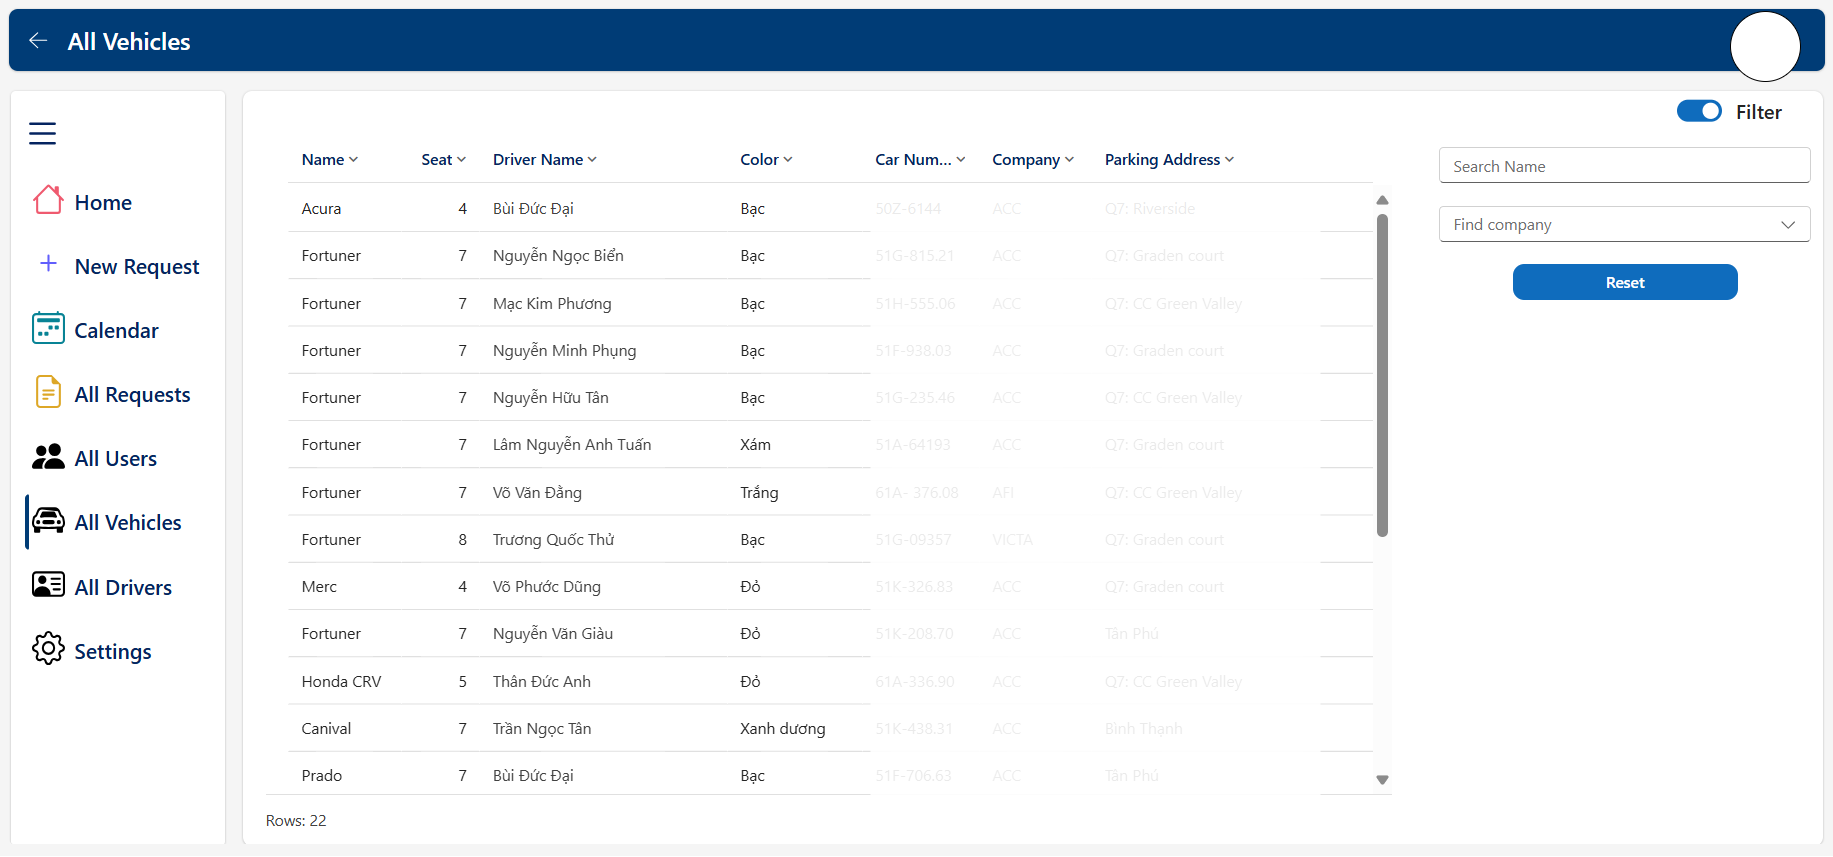 All Vehicles
Filter
Home
New Request
Calendar
All Requests
All Users
All Vehicles
All Drivers
Settings
Name Seat Driver Name Color Car Num... Company Parking Address
Acura 4 Bùi Đức Đại Bạc 50Z-6144 ACC Q7: Riverside
Fortuner 7 Nguyễn Ngọc Biển Bạc 51G-815.21 ACC Q7: Graden court
Fortuner 7 Mạc Kim Phương Bạc 51H-555.06 ACC Q7: CC Green Valley
Fortuner 7 Nguyễn Minh Phụng Bạc 51F-938.03 ACC Q7: Graden court
Fortuner 7 Nguyễn Hữu Tân Bạc 51G-235.46 ACC Q7: CC Green Valley
Fortuner 7 Lâm Nguyễn Anh Tuấn Xám 51A-64193 ACC Q7: Graden court
Fortuner 7 Võ Văn Đằng Trắng 61A- 376.08 AFI Q7: CC Green Valley
Fortuner 8 Trương Quốc Thử Bạc 51G-09357 VICTA Q7: Graden court
Merc 4 Võ Phước Dũng Đỏ 51K-326.83 ACC Q7: Graden court
Fortuner 7 Nguyễn Văn Giàu Đỏ 51K-208.70 ACC Tân Phú
Honda CRV 5 Thân Đức Anh Đỏ 61A-336.90 ACC Q7: CC Green Valley
Canival 7 Trần Ngọc Tân Xanh dương 51K-438.31 ACC Bình Thạnh
Prado 7 Bùi Đức Đại Bạc 51F-706.63 ACC Tân Phú
Rows: 22
Search Name
Find company
Reset